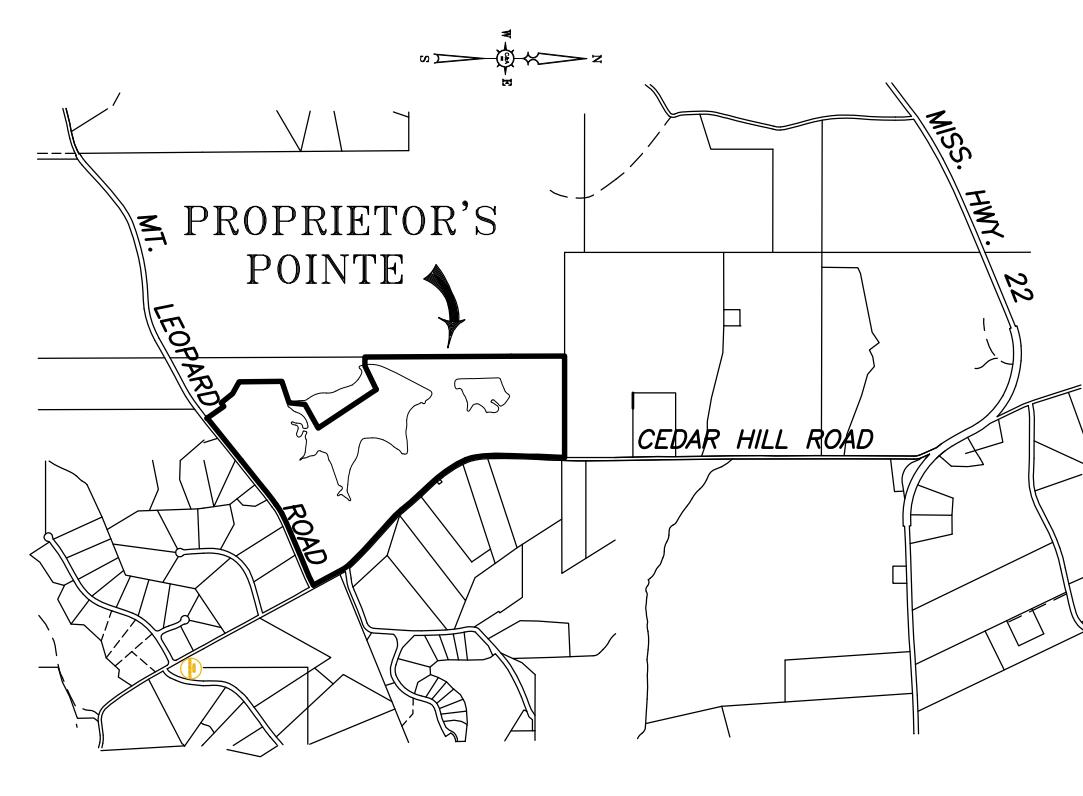 W
S
N
E
MISS. HWY. 22
MT. LEOPARD ROAD
PROPRIETOR'S
POINTE
CEDAR HILL ROAD